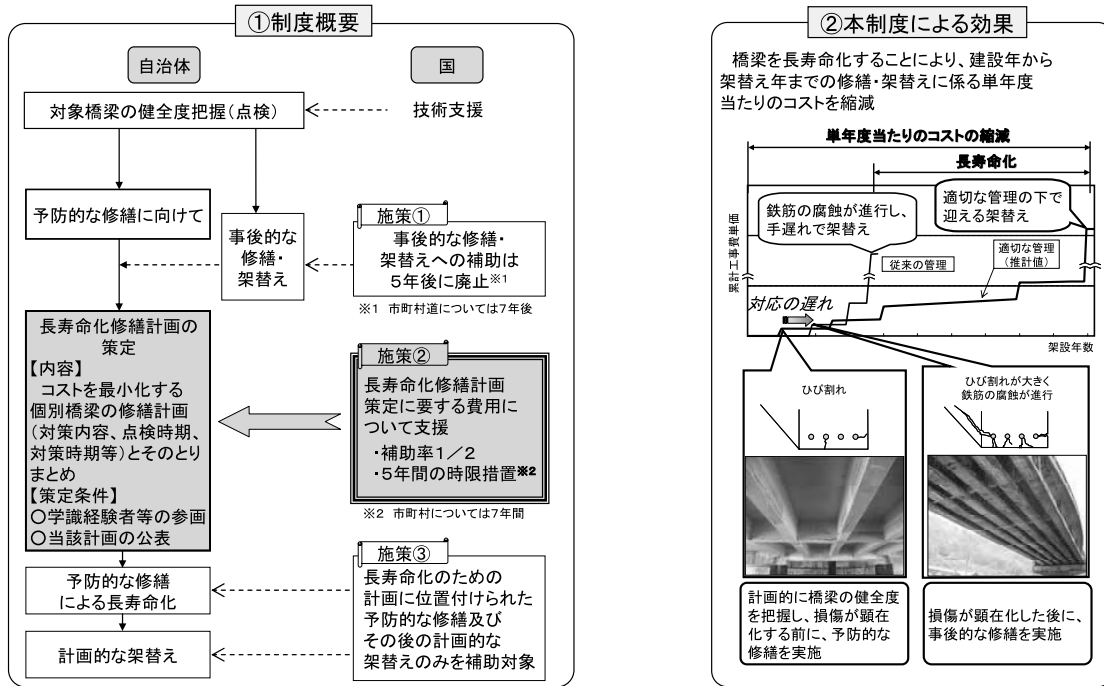 ①制度概要
自治体
国
対象橋梁の健全度把握（点検）
技術支援
予防的な修繕に向けて
事後的な
修繕・
架替え
施策①
事後的な修繕・
架替えへの補助は
5年後に廃止※1
※1 市町村道については7年後
長寿命化修繕計画の
策定
【内容】
コストを最小化する
個別橋梁の修繕計画
（対策内容、点検時期、
対策時期等）とそのとり
まとめ
【策定条件】
○学識経験者等の参画
○当該計画の公表
施策②
長寿命化修繕計画
策定に要する費用に
ついて支援
・補助率1／2
・5年間の時限措置※2
※2 市町村については7年間
予防的な修繕
による長寿命化
計画的な架替え
施策③
長寿命化のための
計画に位置付けられた
予防的な修繕及び
その後の計画的な
架替えのみを補助対象
②本制度による効果
橋梁を長寿命化することにより、建設年から
架替え年までの修繕・架替えに係る単年度
当たりのコストを縮減
単年度当たりのコストの縮減
長寿命化
鉄筋の腐蝕が進行し、
手遅れで架替え
適切な管理の下で
迎える架替え
従来の管理
適切な管理
（推計値）
累計工事費単価
対応の遅れ
架設年数
ひび割れ
ひび割れが大きく
鉄筋の腐蝕が進行
計画的に橋梁の健全度
を把握し、損傷が顕在
化する前に、予防的な
修繕を実施
損傷が顕在化した後に、
事後的な修繕を実施